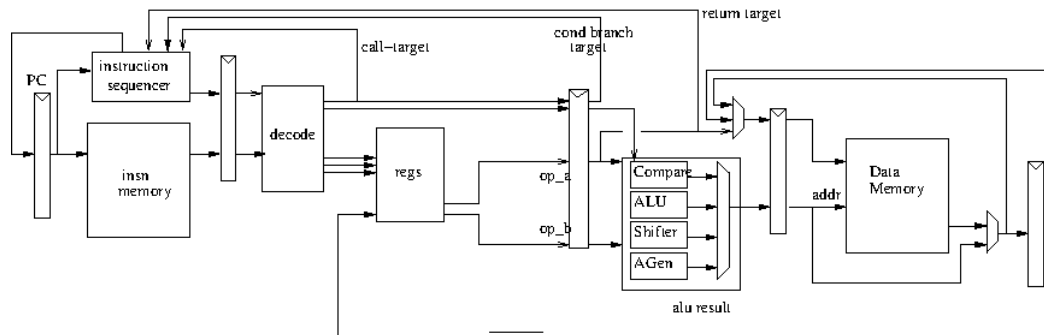 return target
call-target
cond branch
target
PC
instruction
sequencer
insn
memory
decode
regs
op_a
op_b
Compare
ALU
Shifter
AGen
alu result
addr
Data
Memory